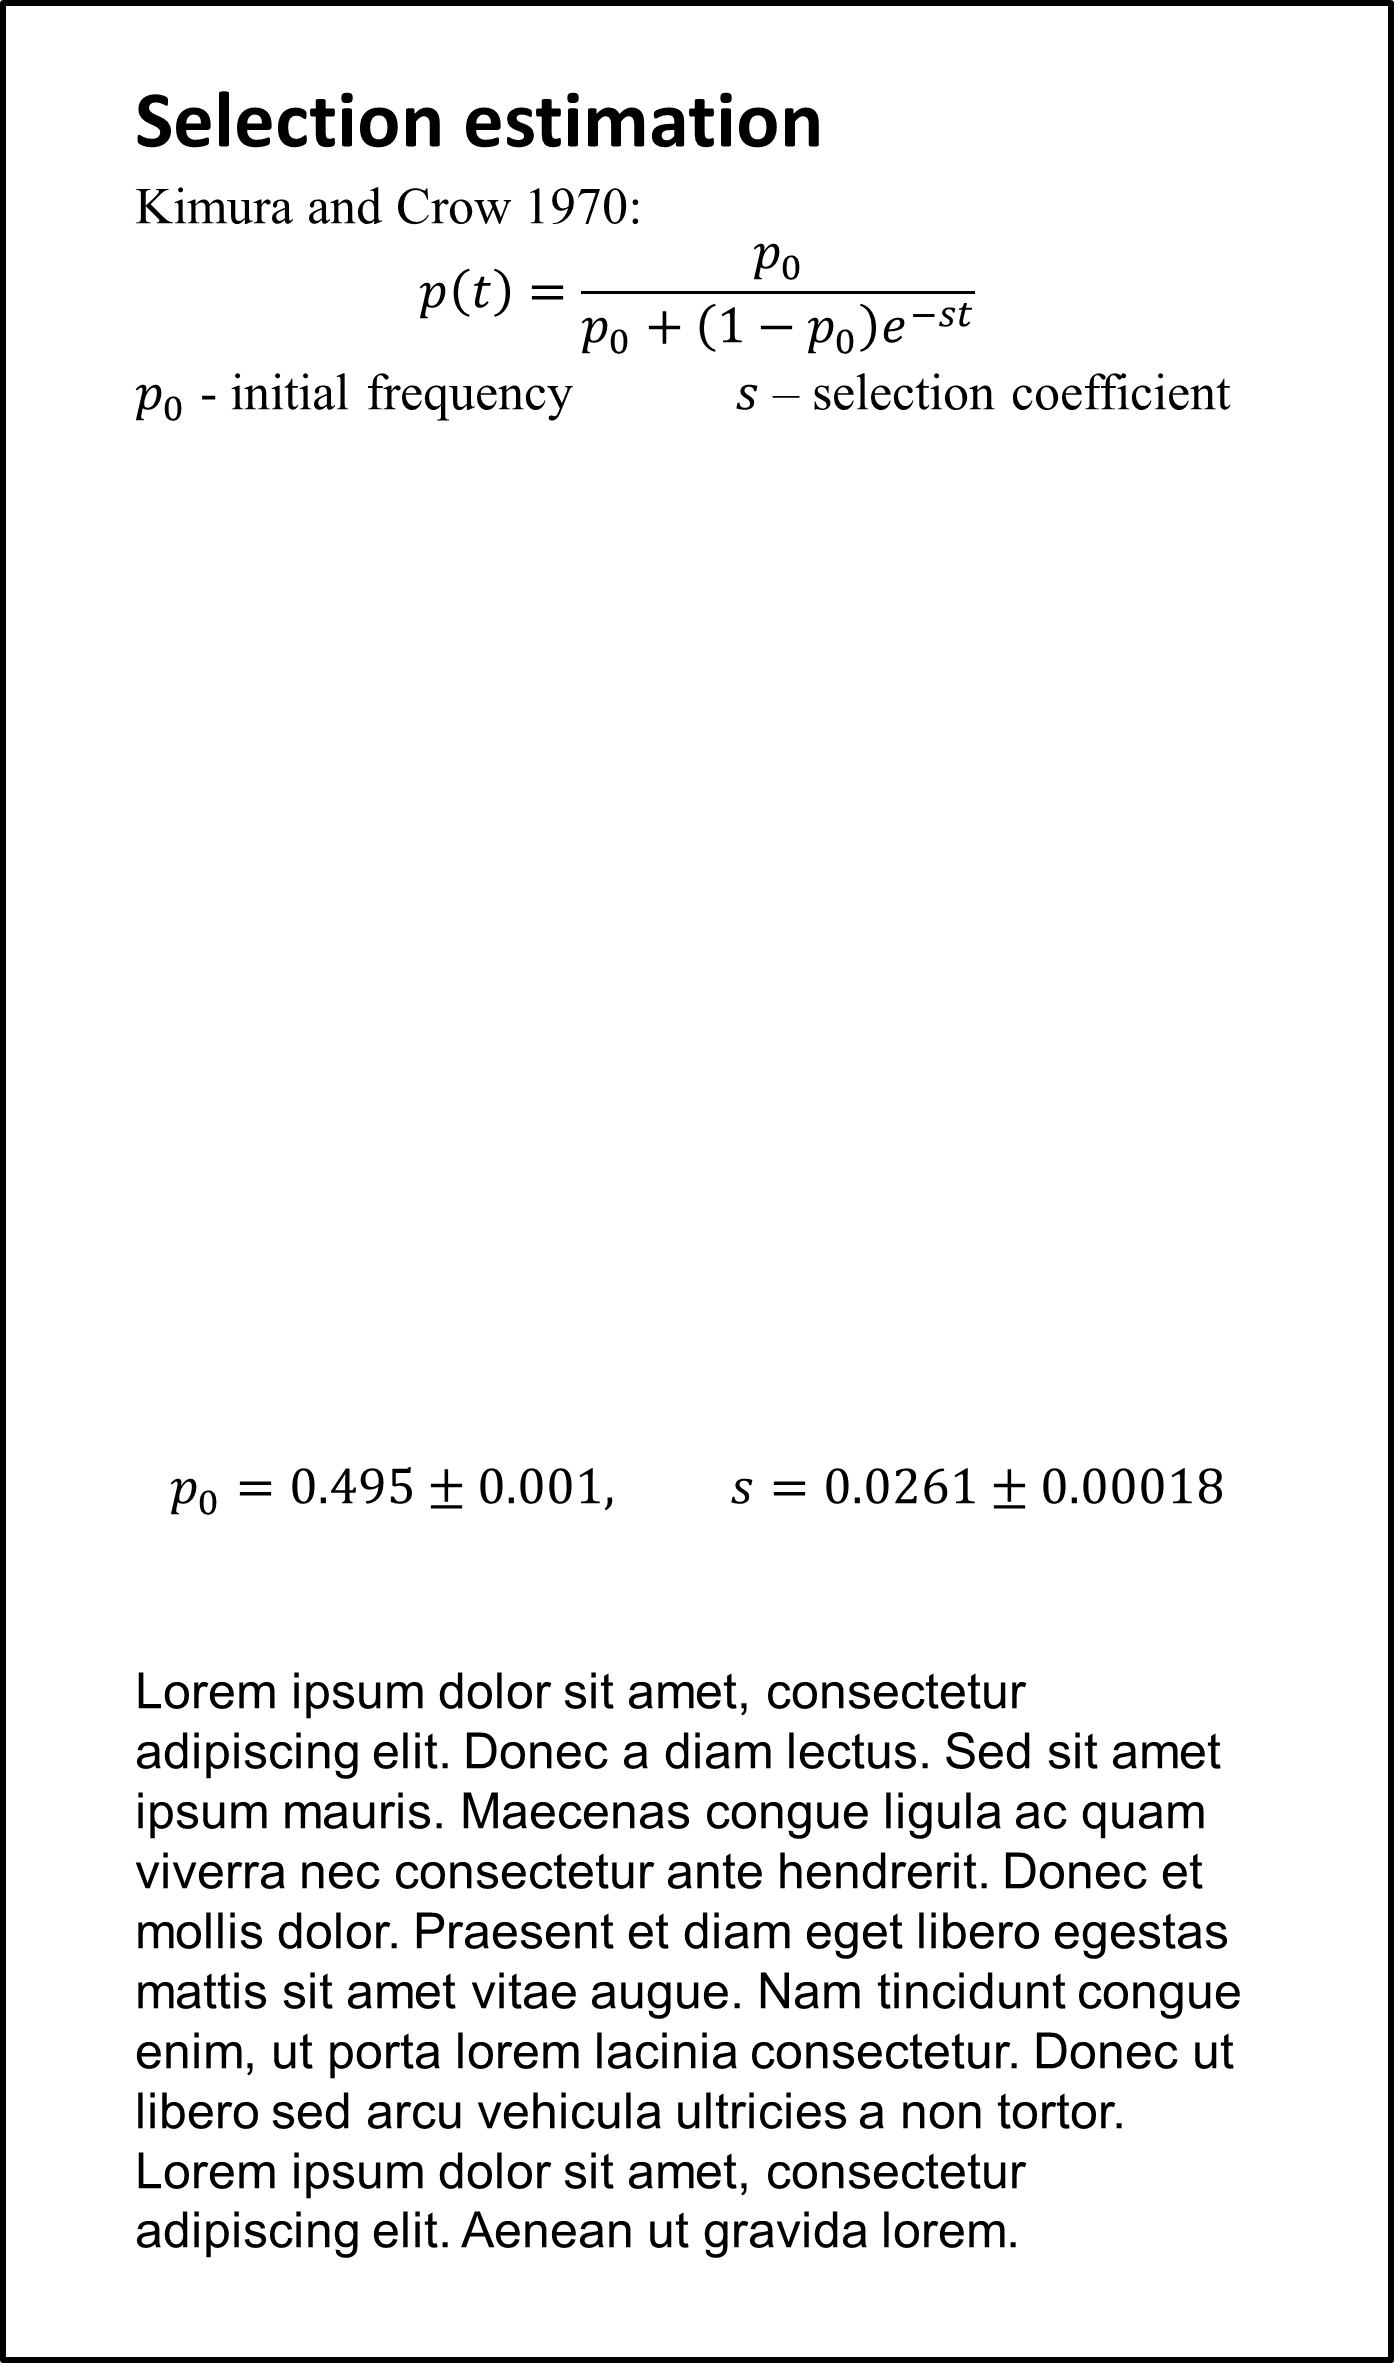 Selection estimation
Kimura and Crow 1970:
𝑝(𝑡) = 𝑝₀ / (𝑝₀ + (1 − 𝑝₀)𝑒^(−𝑠𝑡))
𝑝₀ - initial frequency 𝑠 – selection coefficient
𝑝₀ = 0.495 ± 0.001, 𝑠 = 0.0261 ± 0.00018
Lorem ipsum dolor sit amet, consectetur
adipiscing elit. Donec a diam lectus. Sed sit amet
ipsum mauris. Maecenas congue ligula ac quam
viverra nec consectetur ante hendrerit. Donec et
mollis dolor. Praesent et diam eget libero egestas
mattis sit amet vitae augue. Nam tincidunt congue
enim, ut porta lorem lacinia consectetur. Donec ut
libero sed arcu vehicula ultricies a non tortor.
Lorem ipsum dolor sit amet, consectetur
adipiscing elit. Aenean ut gravida lorem.